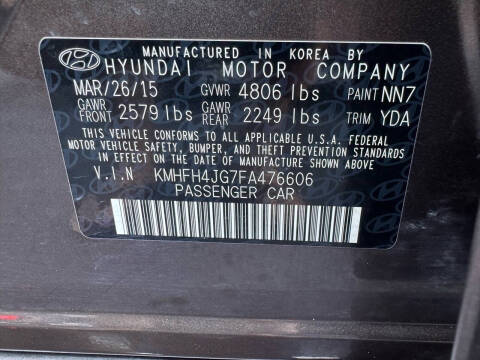 MANUFACTURED IN KOREA BY
HYUNDAI MOTOR COMPANY
MAR/26/15 GVWR 4806 lbs PAINT NN7
GAWR FRONT 2579 lbs GAWR REAR 2249 lbs TRIM YDA
THIS VEHICLE CONFORMS TO ALL APPLICABLE U.S.A. FEDERAL
MOTOR VEHICLE SAFETY, BUMPER, AND THEFT PREVENTION STANDARDS
IN EFFECT ON THE DATE OF MANUFACTURE SHOWN ABOVE
V.I.N KMHFH4JG7FA476606
PASSENGER CAR